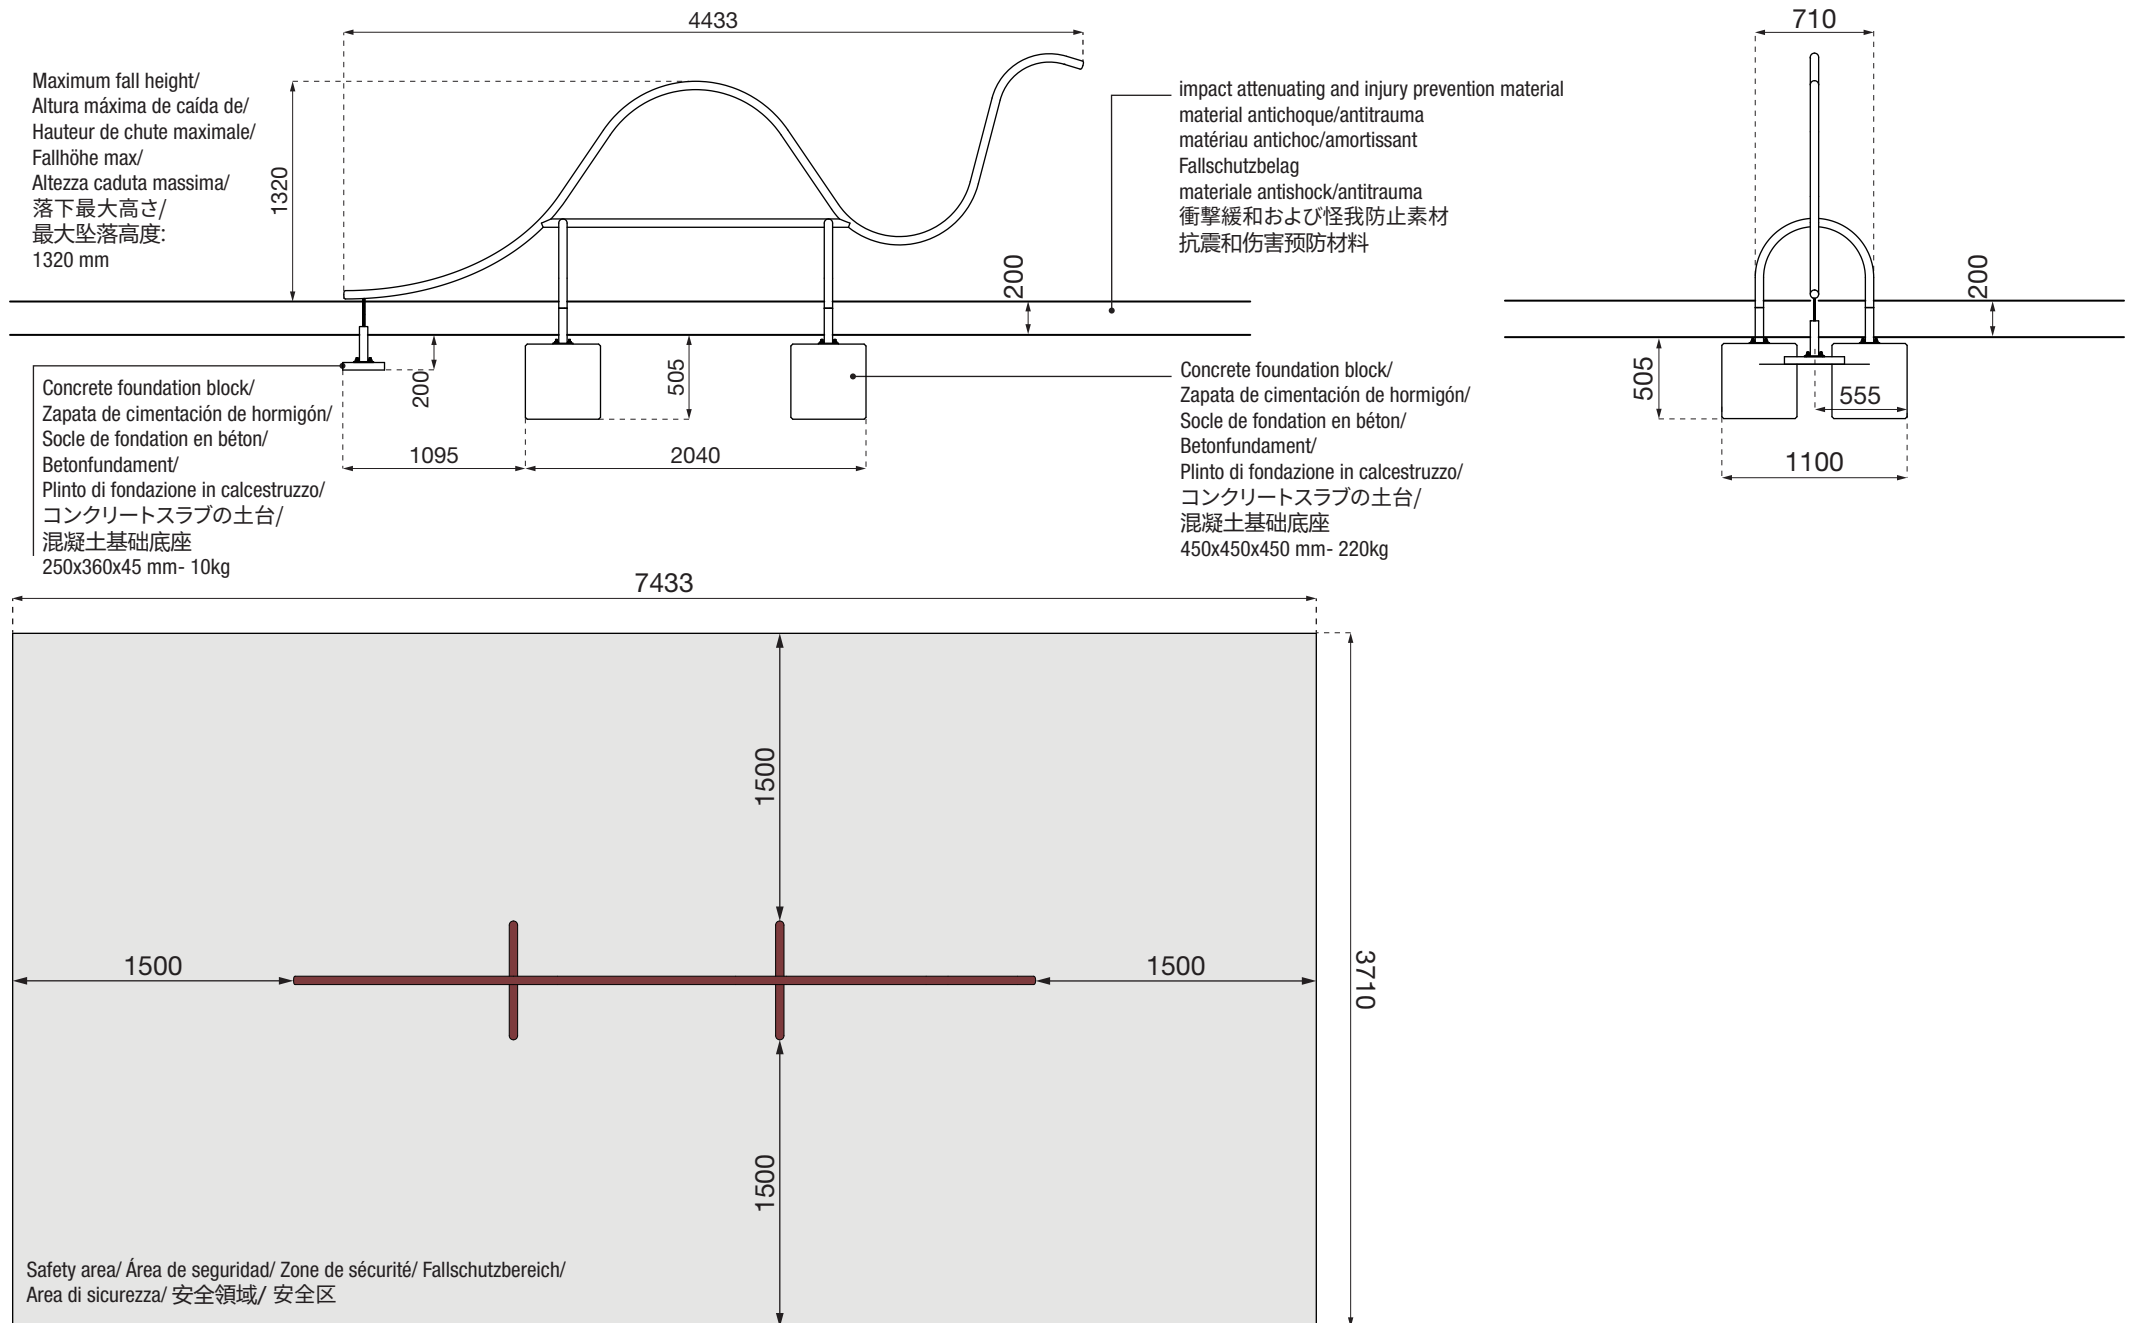 4433
710
Maximum fall height/
Altura máxima de caída de/
Hauteur de chute maximale/
Fallhöhe max/
Altezza caduta massima/
落下最大高さ/
最大坠落高度:
1320 mm
1320
impact attenuating and injury prevention material
material antichoque/antitrauma
matériau antichoc/amortissant
Fallschutzbelag
materiale antishock/antitrauma
衝撃緩和および怪我防止素材
抗震和伤害预防材料
200
200
Concrete foundation block/
Zapata de cimentación de hormigón/
Socle de fondation en béton/
Betonfundament/
Plinto di fondazione in calcestruzzo/
コンクリートスラブの土台/
混凝土基础底座
250x360x45 mm- 10kg
200
505
1095
2040
Concrete foundation block/
Zapata de cimentación de hormigón/
Socle de fondation en béton/
Betonfundament/
Plinto di fondazione in calcestruzzo/
コンクリートスラブの土台/
混凝土基础底座
450x450x450 mm- 220kg
505
555
1100
7433
1500
1500
1500
3710
1500
Safety area/ Área de seguridad/ Zone de sécurité/ Fallschutzbereich/
Area di sicurezza/ 安全領域/ 安全区